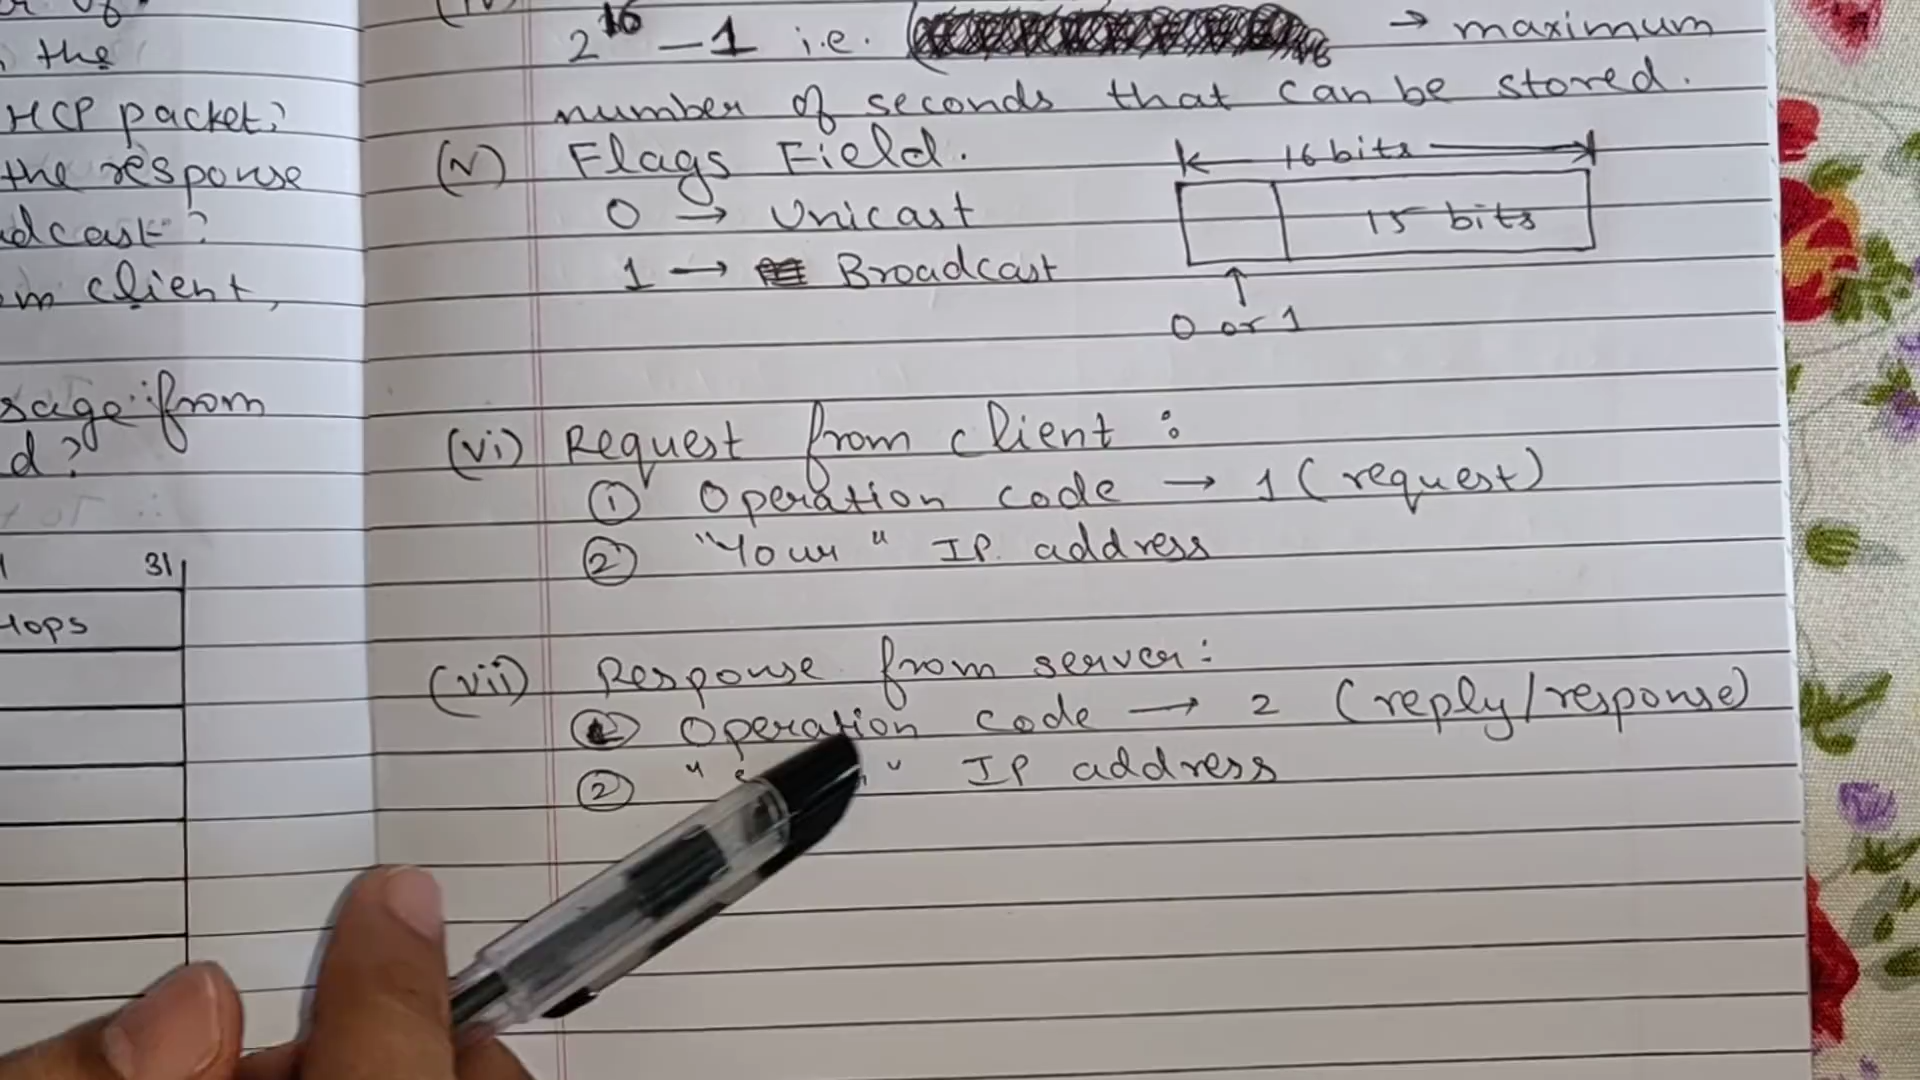 the
HCP packet?
the response
adcast?
m client,
sage from
d?
31
Hops
2^16 - 1 i.e. → maximum
number of seconds that can be stored.
(v) Flags Field.
0 → Unicast
1 → Broadcast
16 bits
15 bits
0 or 1
(vi) Request from client :
① Operation code → 1 (request)
② "Your" IP address
(vii) Response from server:
Operation code → 2 (reply/response)
② " " IP address